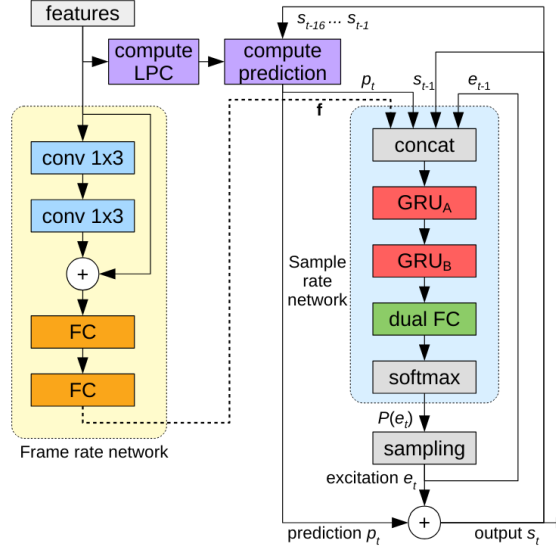 features
compute
LPC
compute
prediction
s_{t-16} ... s_{t-1}
p_t
s_{t-1}
e_{t-1}
f
conv 1x3
conv 1x3
+
FC
FC
Frame rate network
concat
GRU_A
GRU_B
dual FC
softmax
Sample
rate
network
P(e_t)
sampling
excitation e_t
prediction p_t
+
output s_t